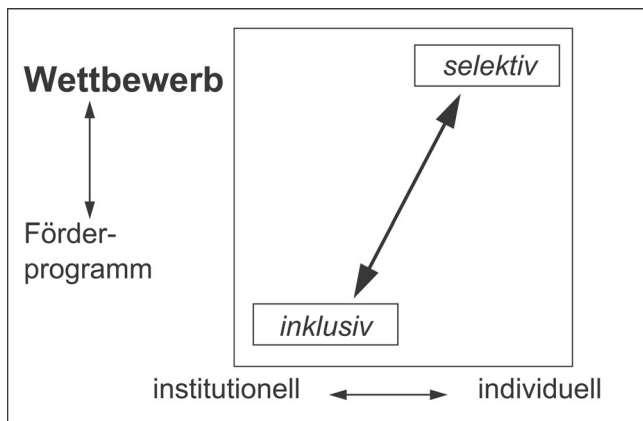 selektiv
Wettbewerb
Förder-
programm
inklusiv
institutionell individuell